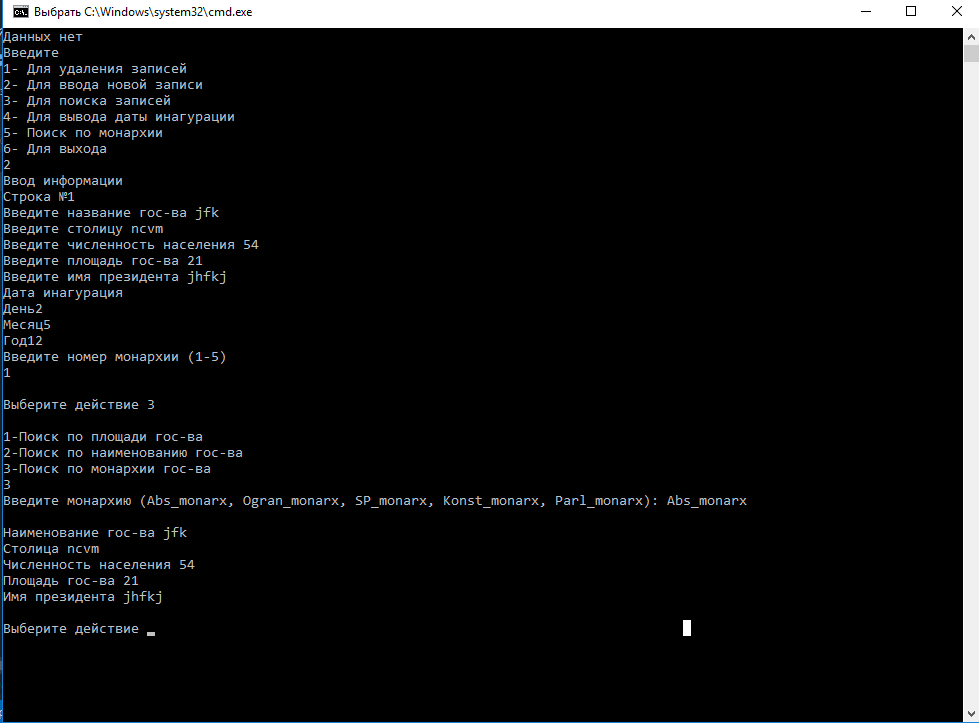 Выбрать C:\Windows\system32\cmd.exe
Данных нет
Введите
1- Для удаления записей
2- Для ввода новой записи
3- Для поиска записей
4- Для вывода даты инагурации
5- Поиск по монархии
6- Для выхода
2
Ввод информации
Строка №1
Введите название гос-ва jfk
Введите столицу ncvm
Введите численность населения 54
Введите площадь гос-ва 21
Введите имя президента jhfkj
Дата инагурация
День2
Месяц5
Год12
Введите номер монархии (1-5)
1
Выберите действие 3
1-Поиск по площади гос-ва
2-Поиск по наименованию гос-ва
3-Поиск по монархии гос-ва
3
Введите монархию (Abs_monarx, Ogran_monarx, SP_monarx, Konst_monarx, Parl_monarx): Abs_monarx
Наименование гос-ва jfk
Столица ncvm
Численность населения 54
Площадь гос-ва 21
Имя президента jhfkj
Выберите действие